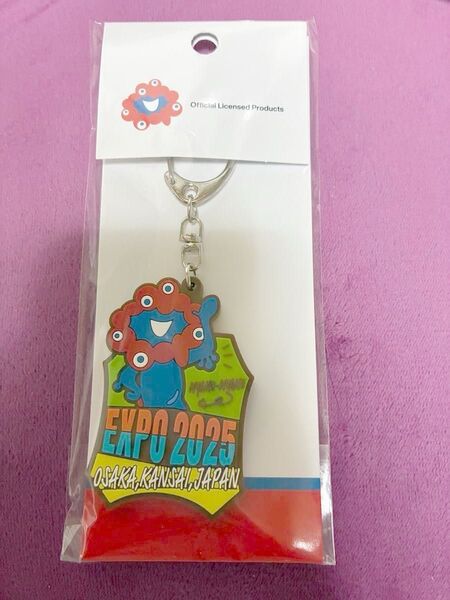 Official Licensed Products
MYAKU-MYAKU
EXPO 2025
OSAKA,KANSAI,JAPAN